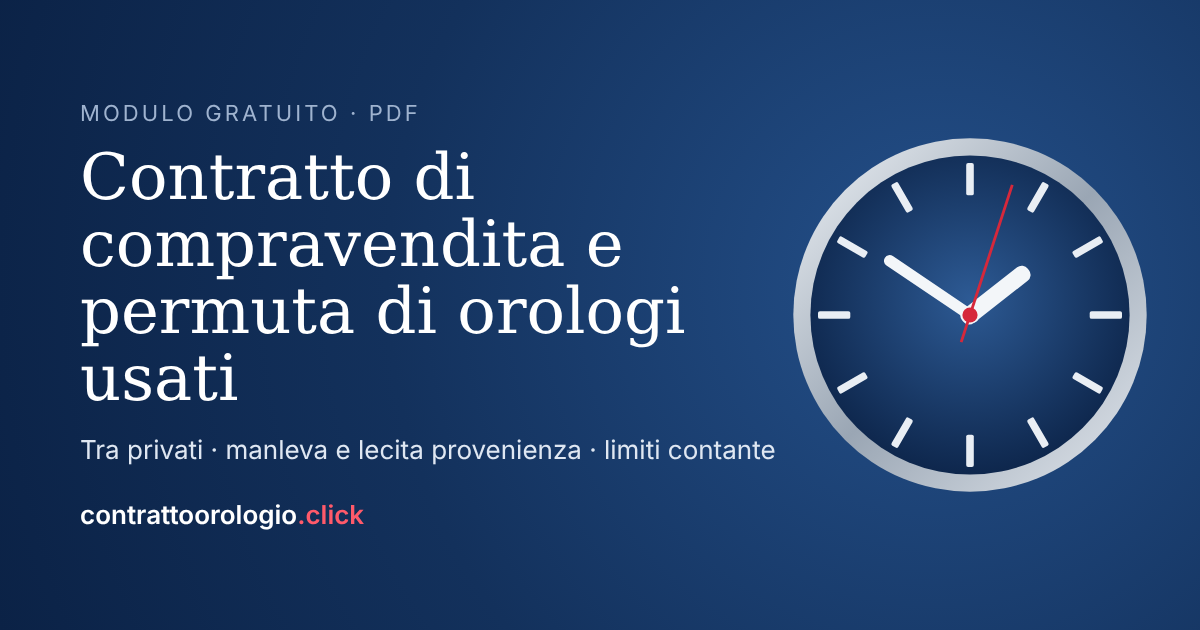 MODULO GRATUITO · PDF
Contratto di
compravendita e
permuta di orologi
usati
Tra privati · manleva e lecita provenienza · limiti contante
contrattoorologio.click